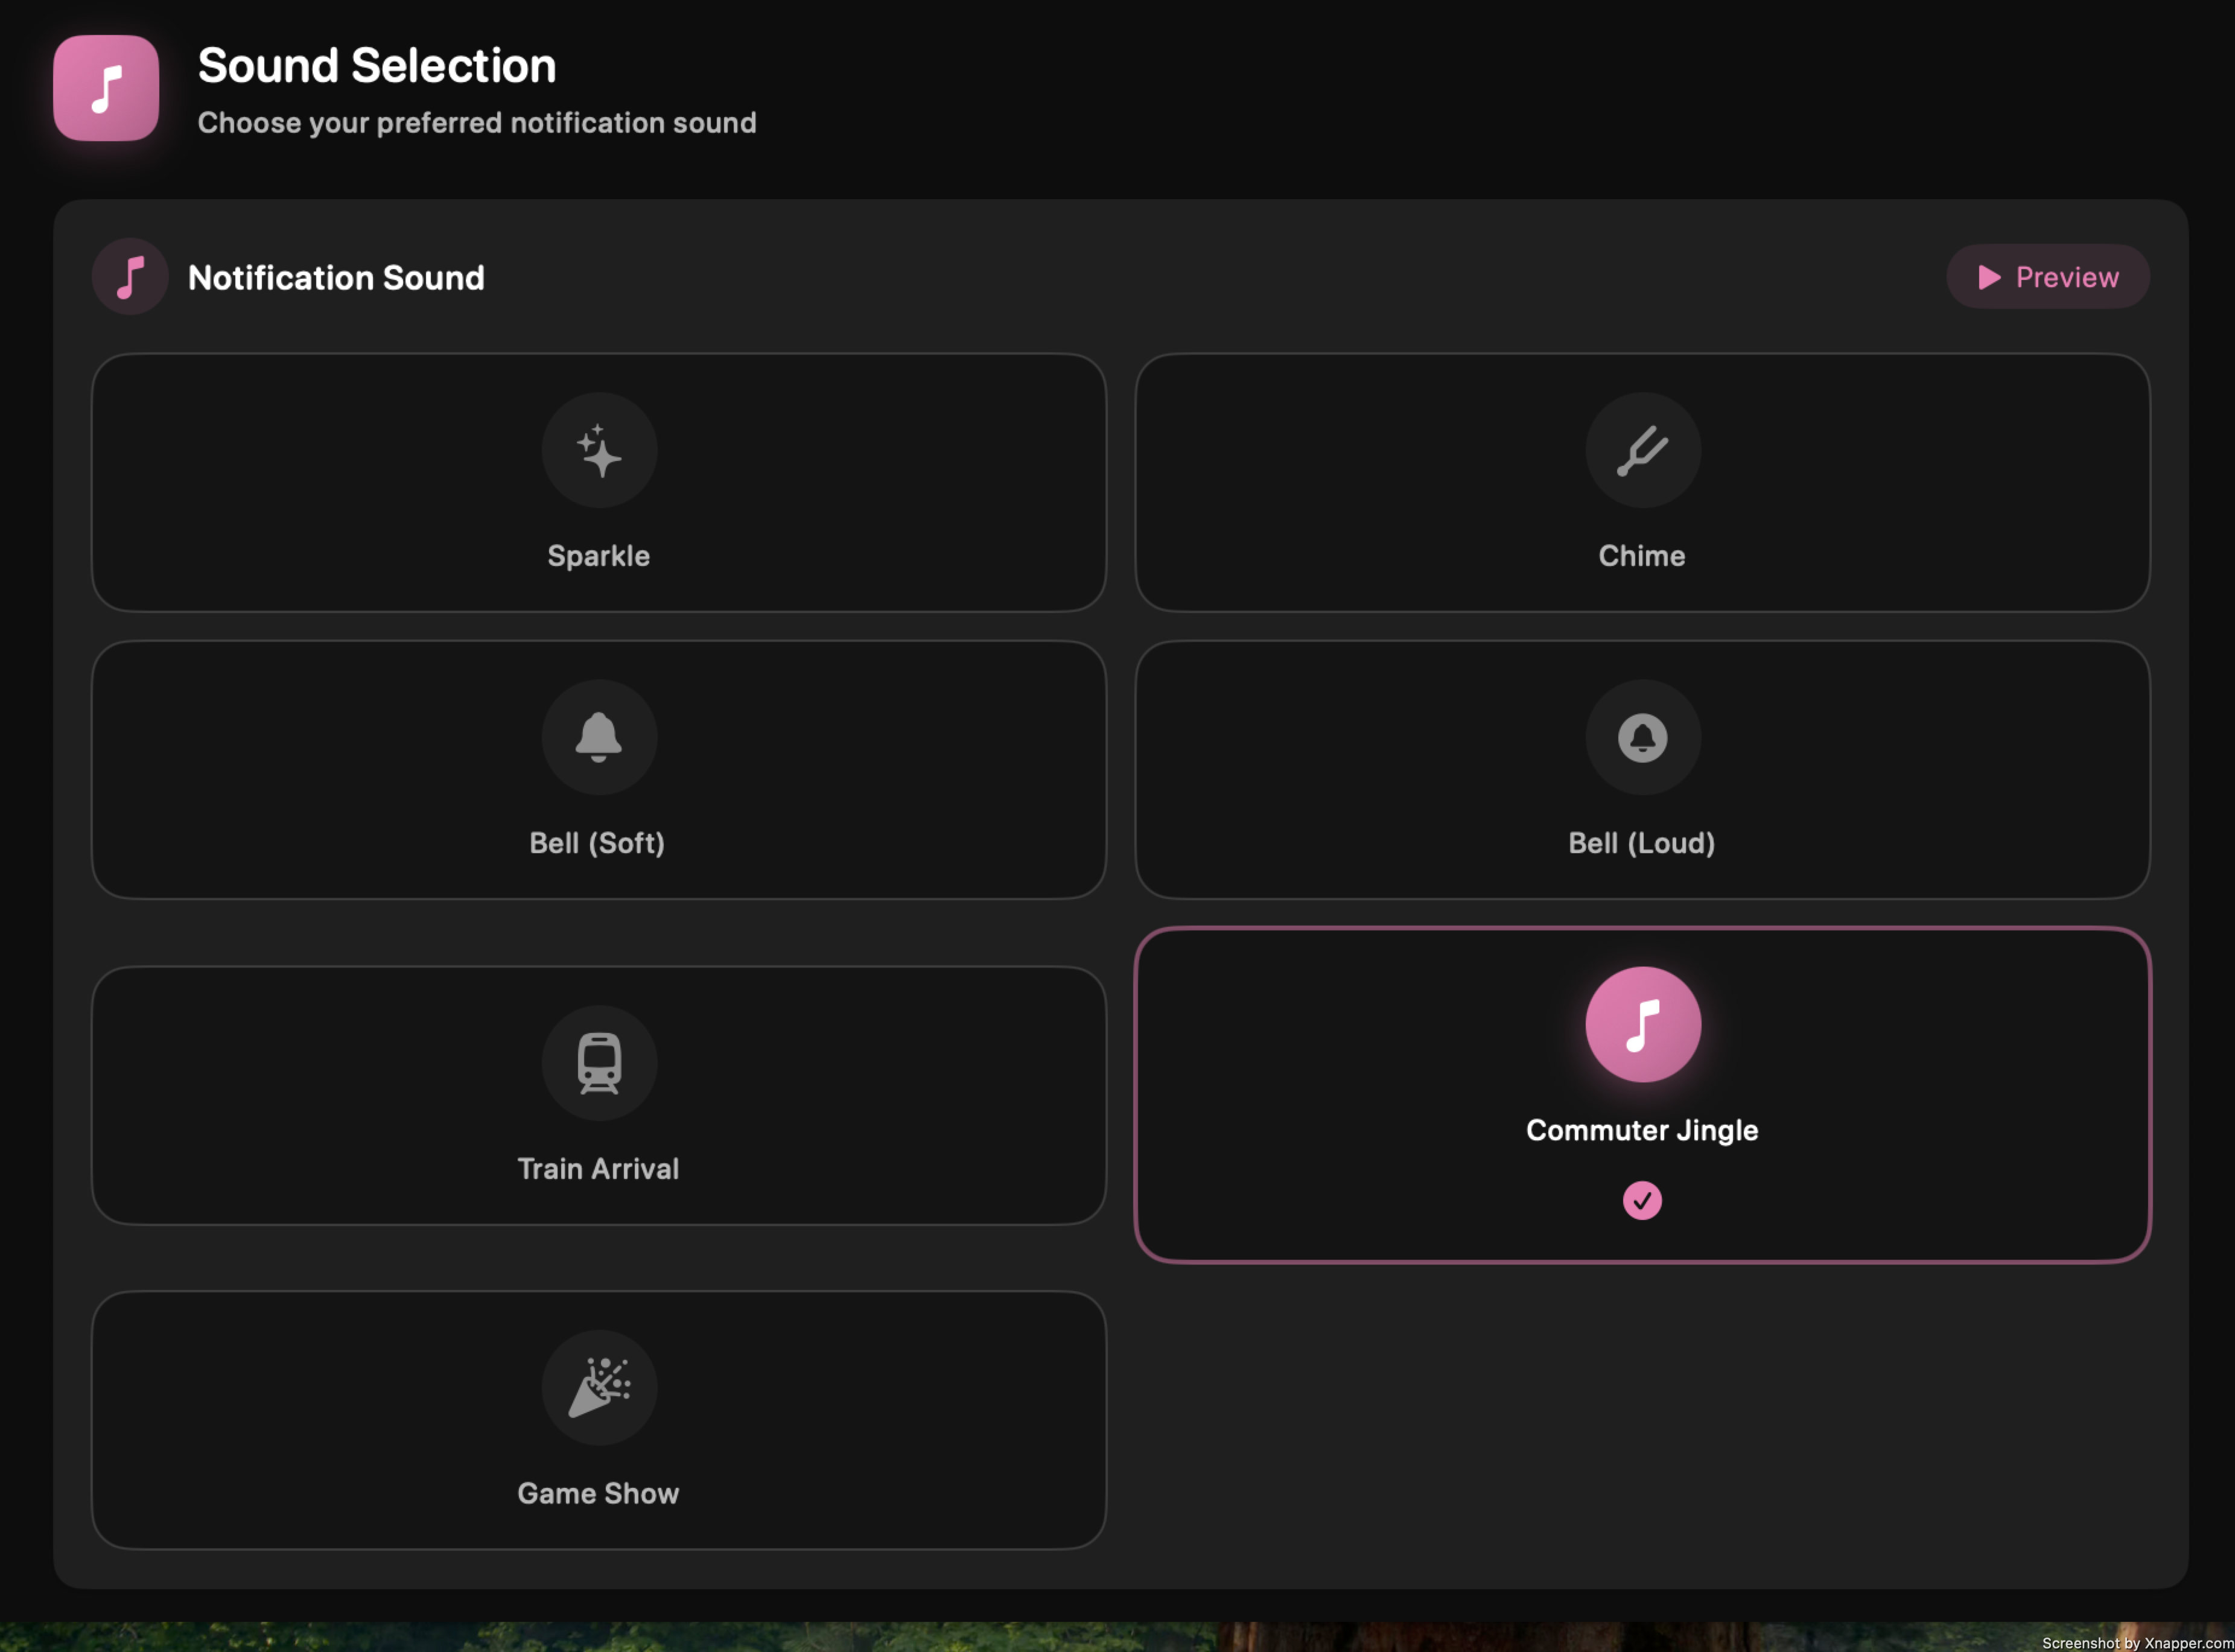 Sound Selection
Choose your preferred notification sound
Notification Sound
Preview
Sparkle
Chime
Bell (Soft)
Bell (Loud)
Train Arrival
Commuter Jingle
Game Show
Screenshot by Xnapper.com